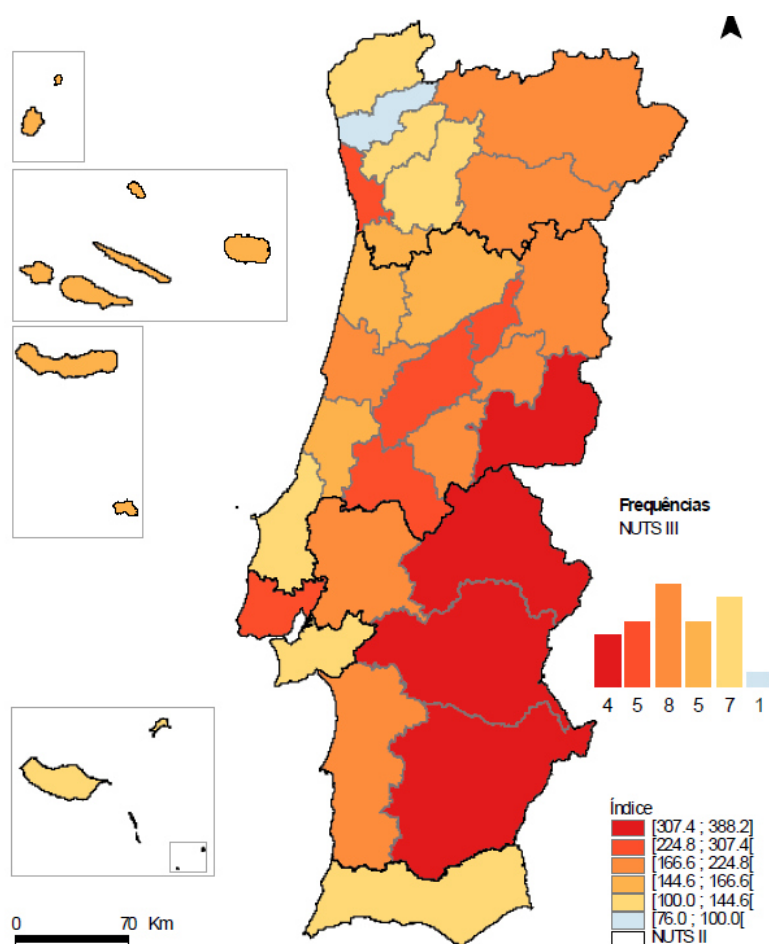 Frequências
NUTS III
4 5 8 5 7 1
Índice
[307.4 ; 388.2]
[224.8 ; 307.4[
[166.6 ; 224.8[
[144.6 ; 166.6[
[100.0 ; 144.6[
[76.0 ; 100.0[
NUTS II
0 70 Km